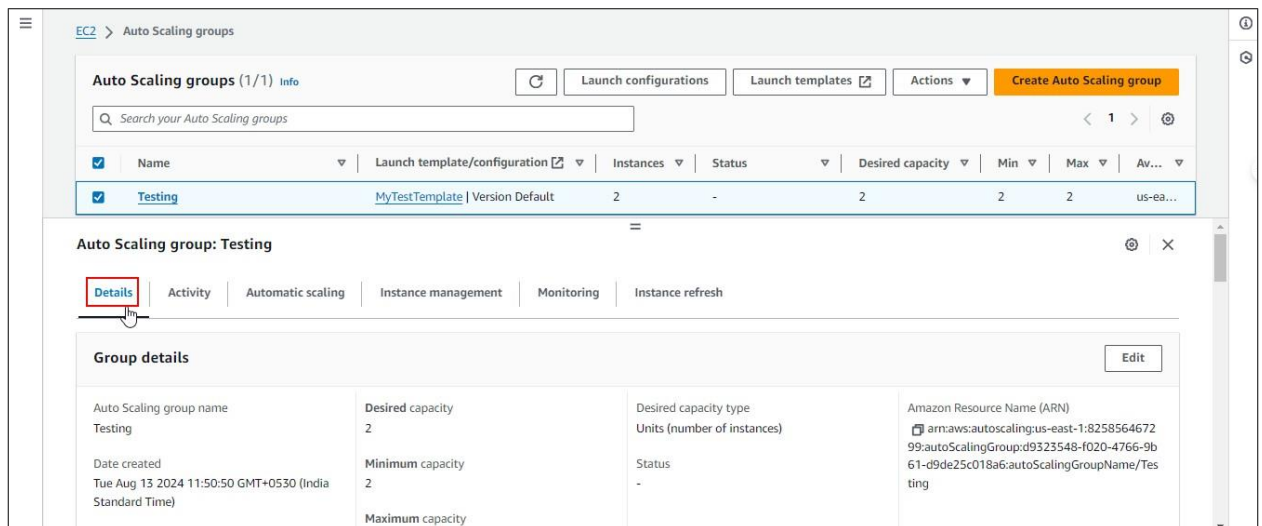 EC2 > Auto Scaling groups
Auto Scaling groups (1/1) Info
Launch configurations
Launch templates
Actions
Create Auto Scaling group
Search your Auto Scaling groups
1
Name
Launch template/configuration
Instances
Status
Desired capacity
Min
Max
Av...
Testing
MyTestTemplate | Version Default
2
-
2
2
2
us-ea...
Auto Scaling group: Testing
Details
Activity
Automatic scaling
Instance management
Monitoring
Instance refresh
Group details
Edit
Auto Scaling group name
Testing
Date created
Tue Aug 13 2024 11:50:50 GMT+0530 (India
Standard Time)
Desired capacity
2
Minimum capacity
2
Maximum capacity
Desired capacity type
Units (number of instances)
Status
-
Amazon Resource Name (ARN)
arn:aws:autoscaling:us-east-1:8258564672
99:autoScalingGroup:d9323548-f020-4766-9b
61-d9de25c018a6:autoScalingGroupName/Tes
ting